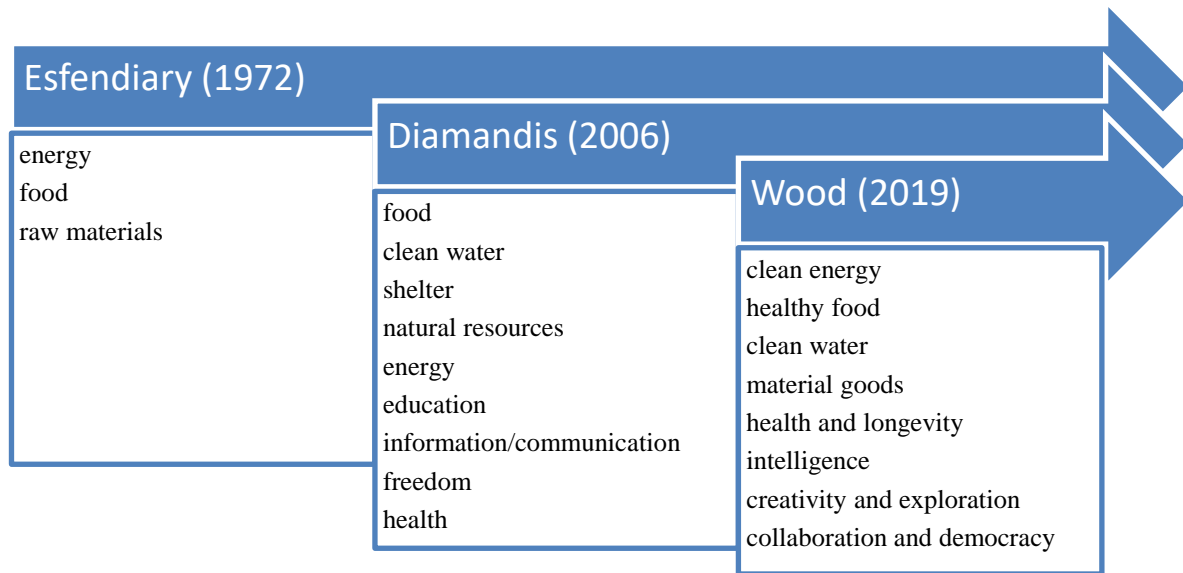 Esfendiary (1972)
energy
food
raw materials
Diamandis (2006)
food
clean water
shelter
natural resources
energy
education
information/communication
freedom
health
Wood (2019)
clean energy
healthy food
clean water
material goods
health and longevity
intelligence
creativity and exploration
collaboration and democracy